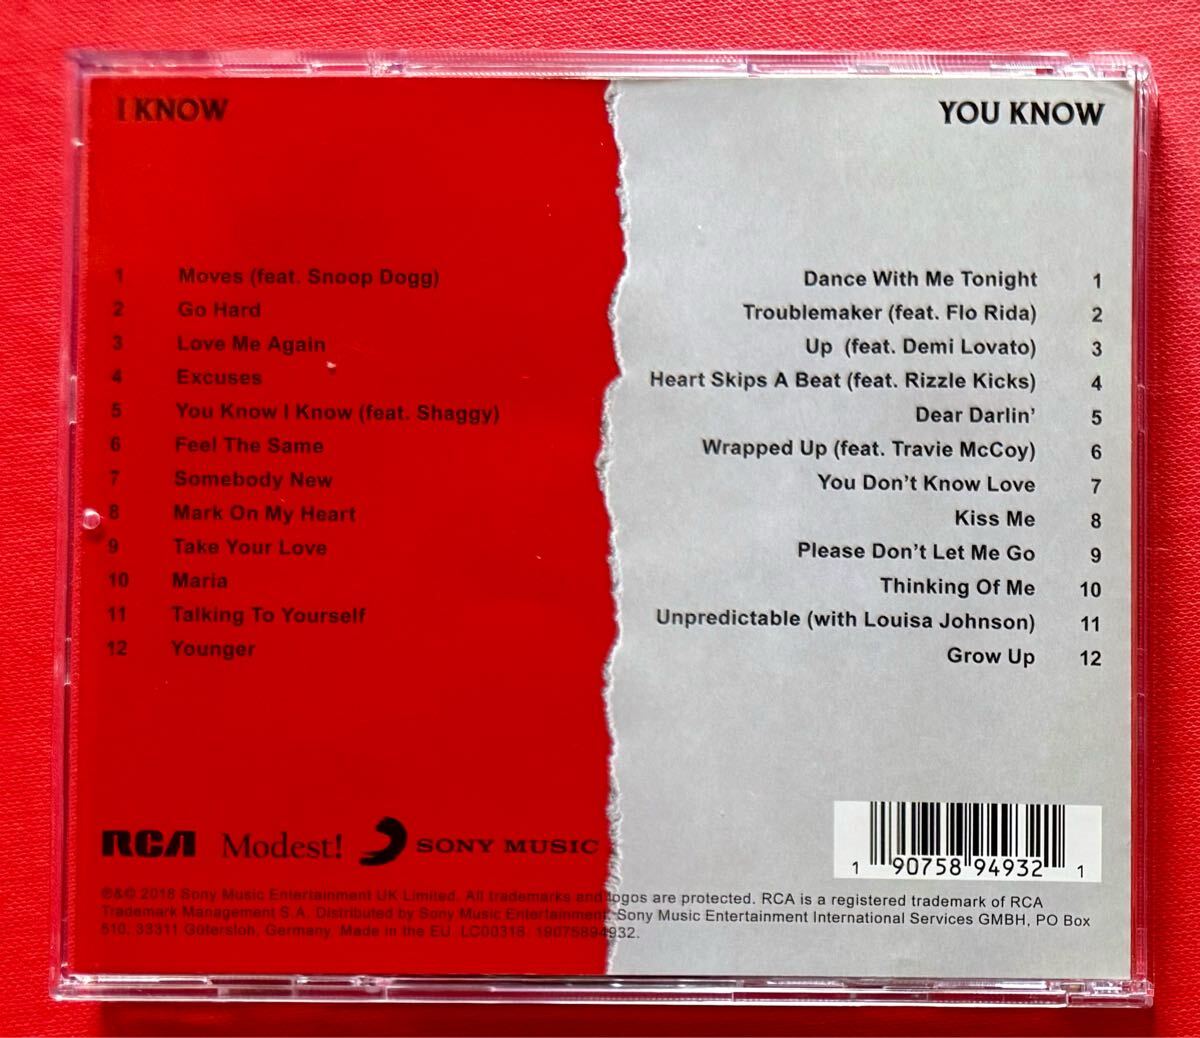 I KNOW
1 Moves (feat. Snoop Dogg)
2 Go Hard
3 Love Me Again
4 Excuses
5 You Know I Know (feat. Shaggy)
6 Feel The Same
7 Somebody New
8 Mark On My Heart
9 Take Your Love
10 Maria
11 Talking To Yourself
12 Younger
YOU KNOW
Dance With Me Tonight 1
Troublemaker (feat. Flo Rida) 2
Up (feat. Demi Lovato) 3
Heart Skips A Beat (feat. Rizzle Kicks) 4
Dear Darlin' 5
Wrapped Up (feat. Travie McCoy) 6
You Don't Know Love 7
Kiss Me 8
Please Don't Let Me Go 9
Thinking Of Me 10
Unpredictable (with Louisa Johnson) 11
Grow Up 12
RCA Modest! SONY MUSIC
1 90758 94932 1
℗&© 2018 Sony Music Entertainment UK Limited. All trademarks and logos are protected. RCA is a registered trademark of RCA
Trademark Management S.A. Distributed by Sony Music Entertainment. Sony Music Entertainment International Services GMBH, PO Box
510, 33311 Gütersloh, Germany. Made in the EU. LC00316. 19075894932.